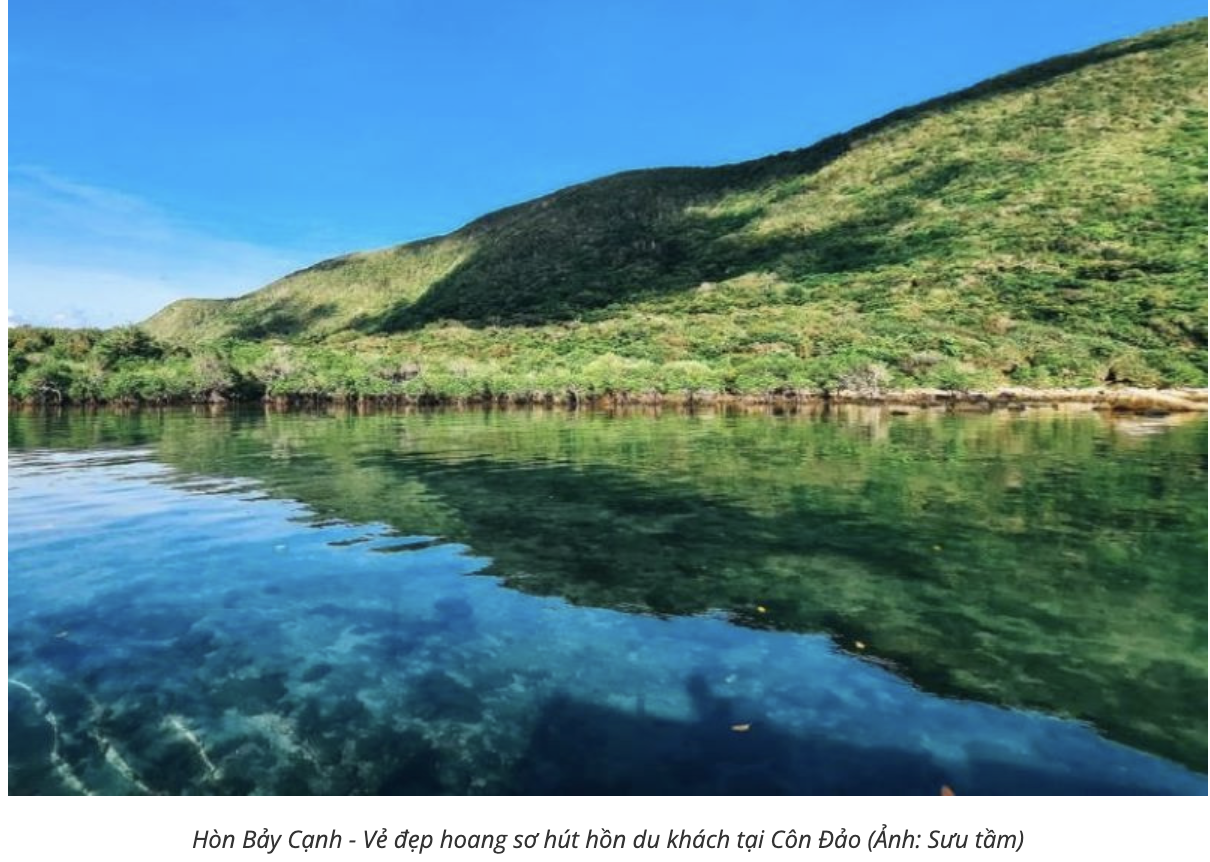 Hòn Bảy Cạnh - Vẻ đẹp hoang sơ hút hồn du khách tại Côn Đảo (Ảnh: Sưu tầm)